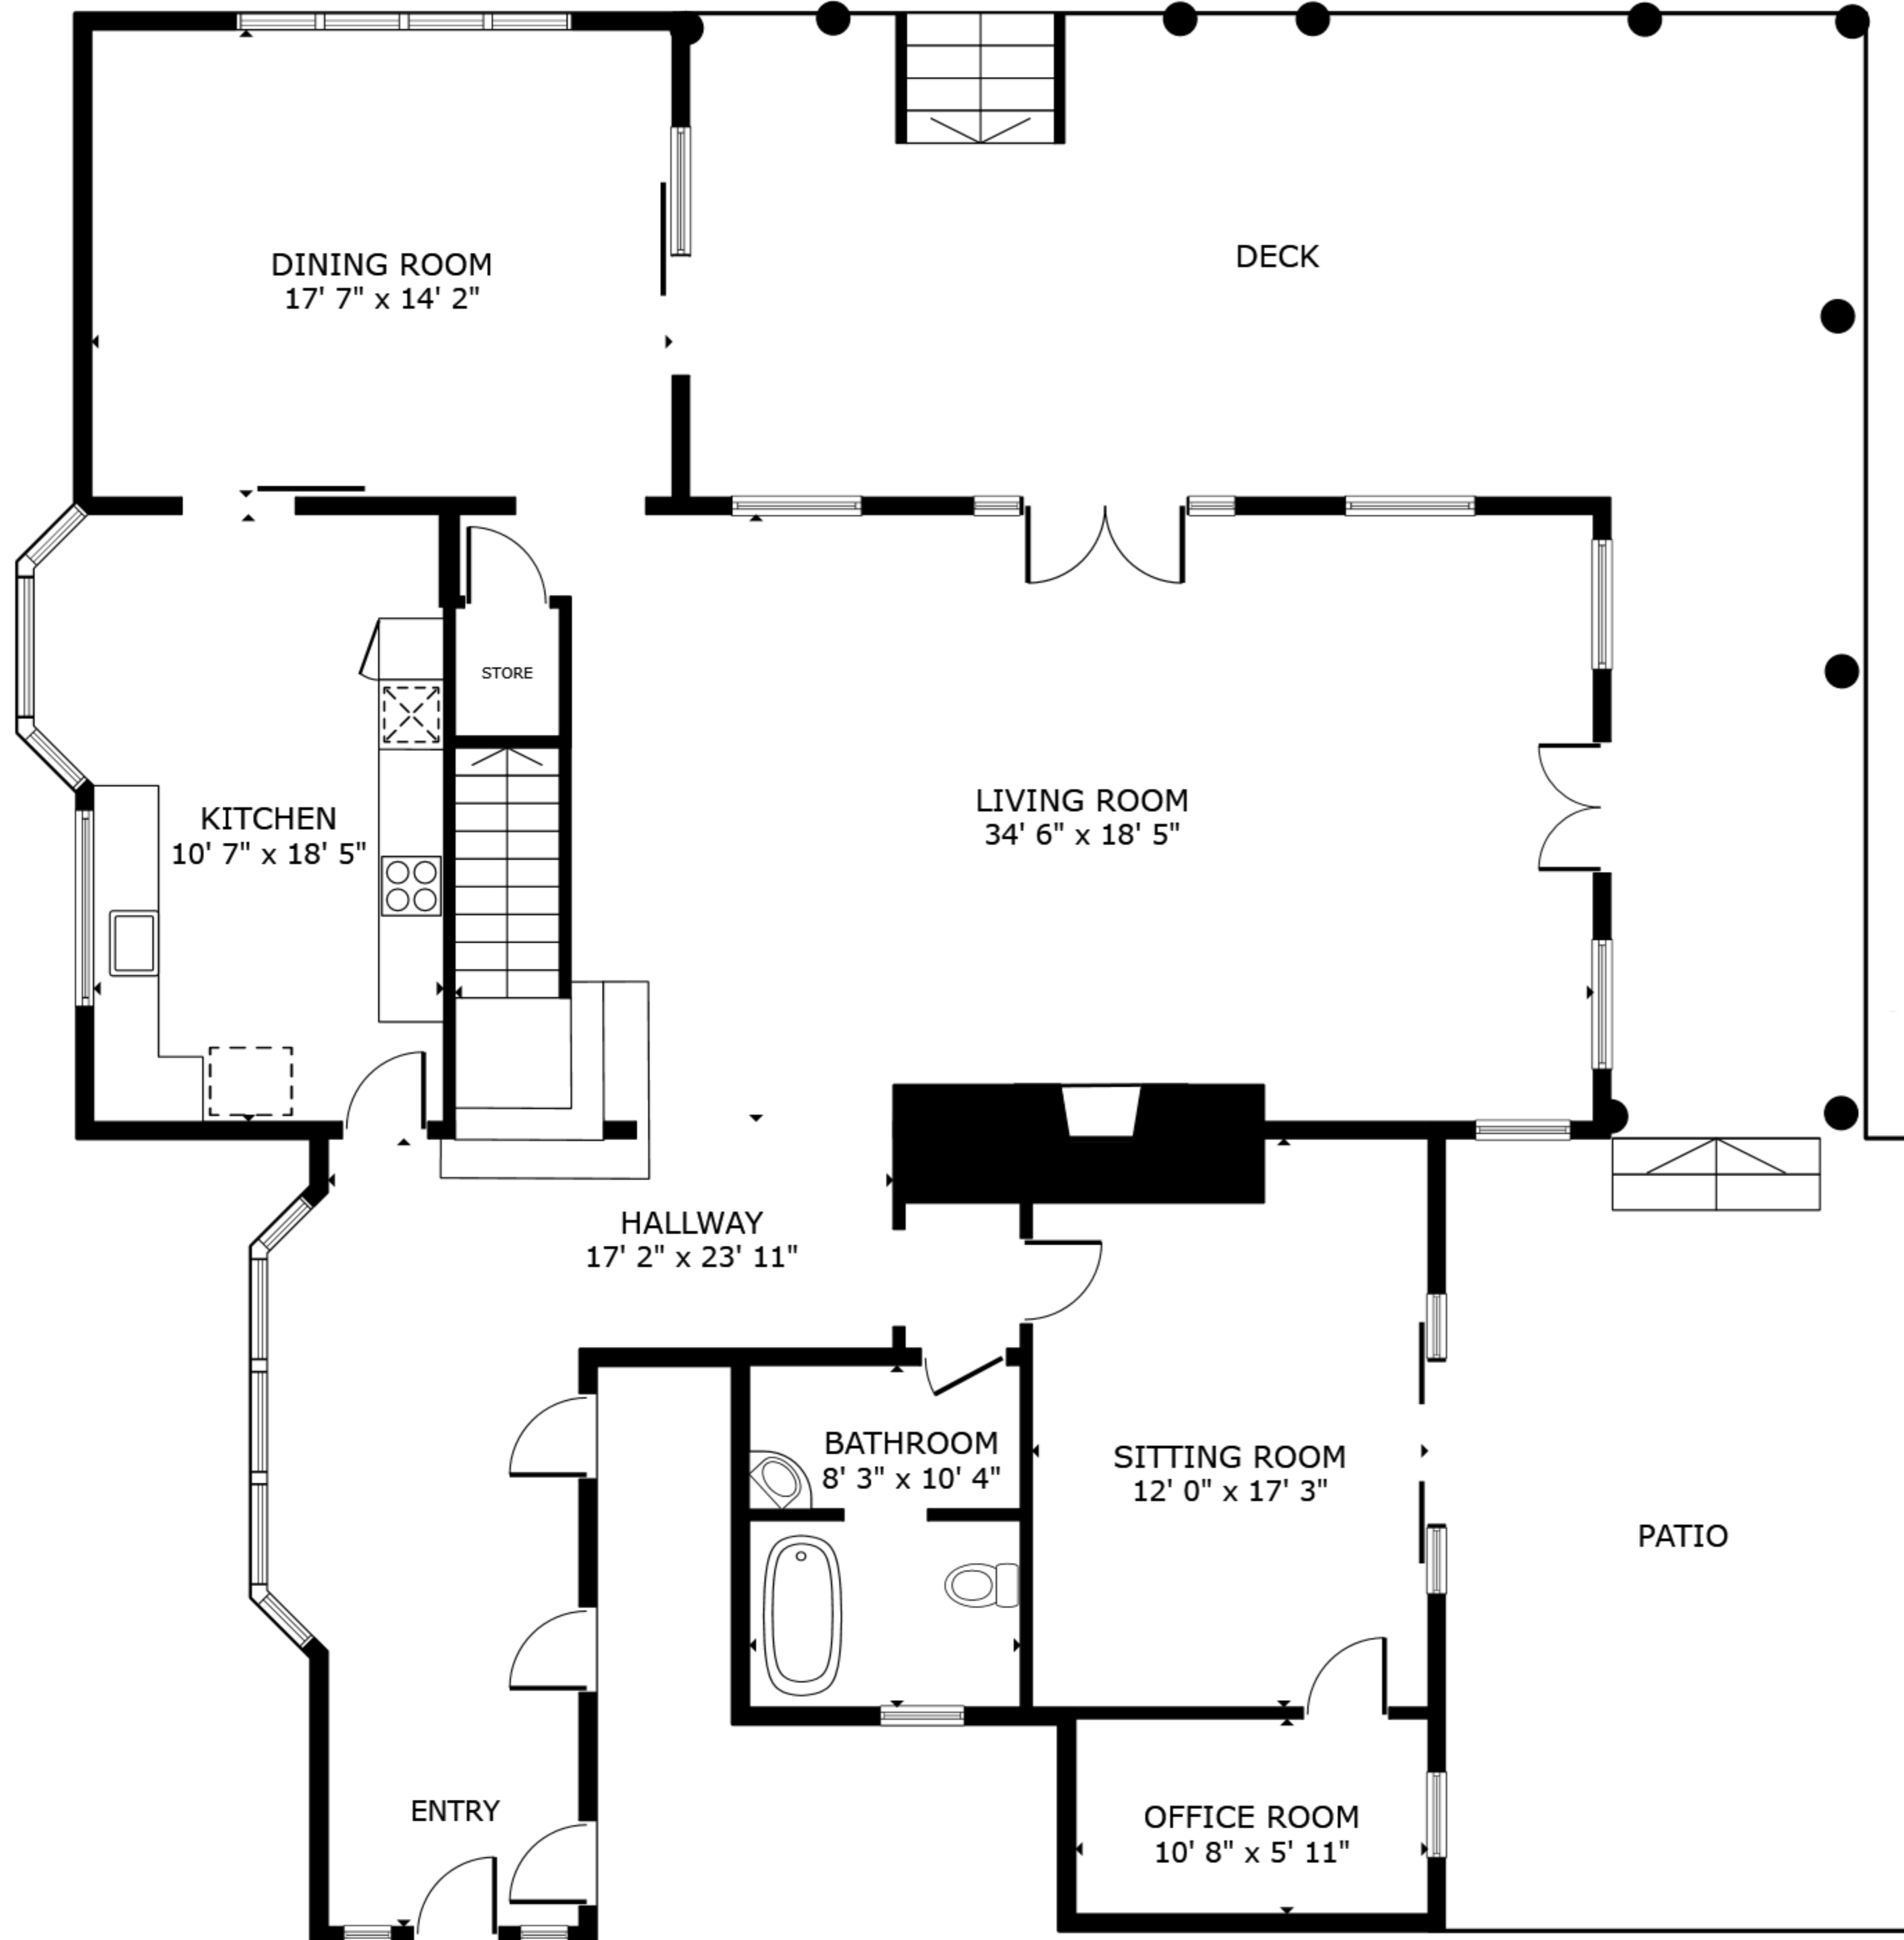 DINING ROOM
17' 7" x 14' 2"
DECK
STORE
KITCHEN
10' 7" x 18' 5"
LIVING ROOM
34' 6" x 18' 5"
HALLWAY
17' 2" x 23' 11"
BATHROOM
8' 3" x 10' 4"
SITTING ROOM
12' 0" x 17' 3"
PATIO
ENTRY
OFFICE ROOM
10' 8" x 5' 11"